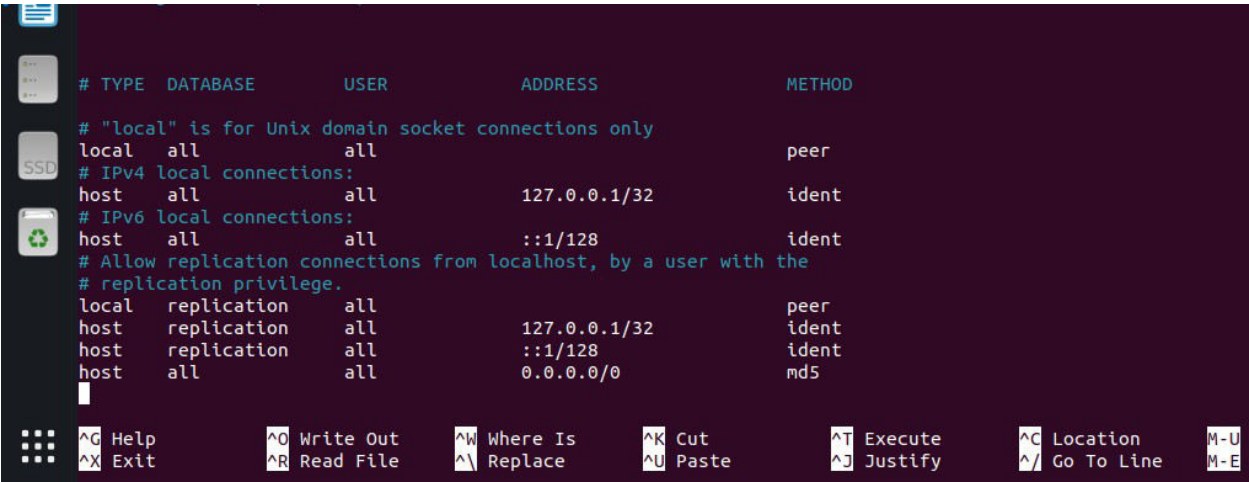 # TYPE  DATABASE        USER            ADDRESS                 METHOD
# "local" is for Unix domain socket connections only
local   all             all                                     peer
# IPv4 local connections:
host    all             all             127.0.0.1/32            ident
# IPv6 local connections:
host    all             all             ::1/128                 ident
# Allow replication connections from localhost, by a user with the
# replication privilege.
local   replication     all                                     peer
host    replication     all             127.0.0.1/32            ident
host    replication     all             ::1/128                 ident
host    all             all             0.0.0.0/0               md5
^G Help ^O Write Out ^W Where Is ^K Cut ^T Execute ^C Location M-U
^X Exit ^R Read File ^\ Replace ^U Paste ^J Justify ^/ Go To Line M-E
SSD